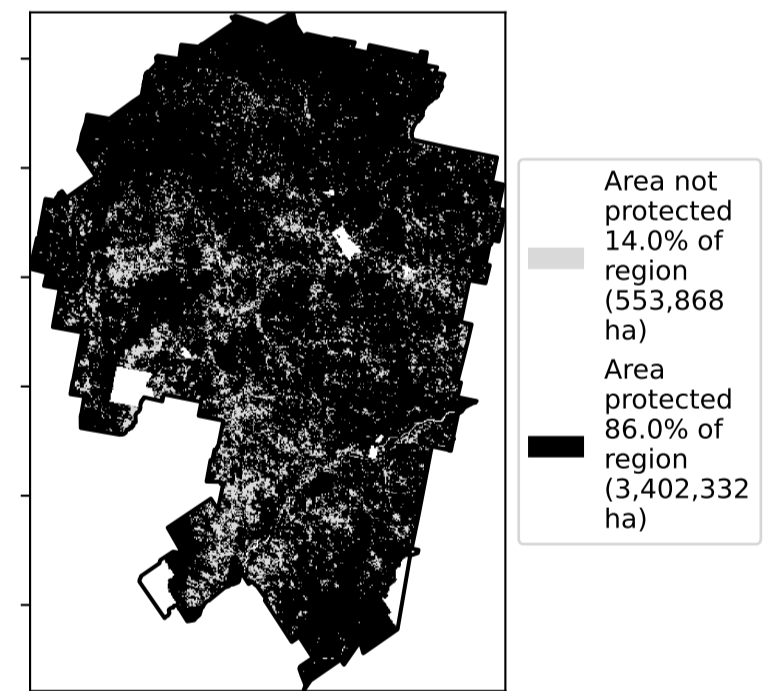 Area not
protected
14.0% of
region
(553,868
ha)
Area
protected
86.0% of
region
(3,402,332
ha)